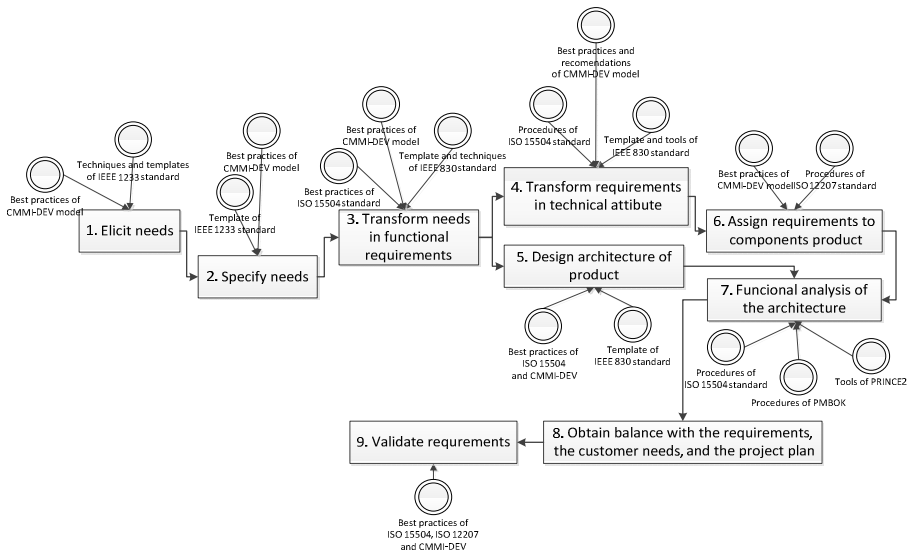 Best practices and
recomendations
of CMMI-DEV model
Best practices of
CMMI-DEV model
Procedures of
ISO 15504 standard
Template and tools of
IEEE 830 standard
Techniques and templates
of IEEE 1233 standard
Best practices of
CMMI-DEV model
Template and techniques
of IEEE 830 standard
Best practices of
CMMI-DEV model
Procedures of
ISO 12207 standard
Best practices of
CMMI-DEV model
Template of
IEEE 1233 standard
Best practices of
ISO 15504 standard
4. Transform requirements
in technical attibute
1. Elicit needs
3. Transform needs
in functional
requirements
6. Assign requirements to
components product
2. Specify needs
5. Design architecture of
product
7. Funcional analysis of
the architecture
Best practices of
ISO 15504
and CMMI-DEV
Template of
IEEE 830 standard
Procedures of
ISO 15504 standard
Procedures of PMBOK
Tools of PRINCE2
9. Validate requrements
8. Obtain balance with the requirements,
the customer needs, and the project plan
Best practices of
ISO 15504, ISO 12207
and CMMI-DEV